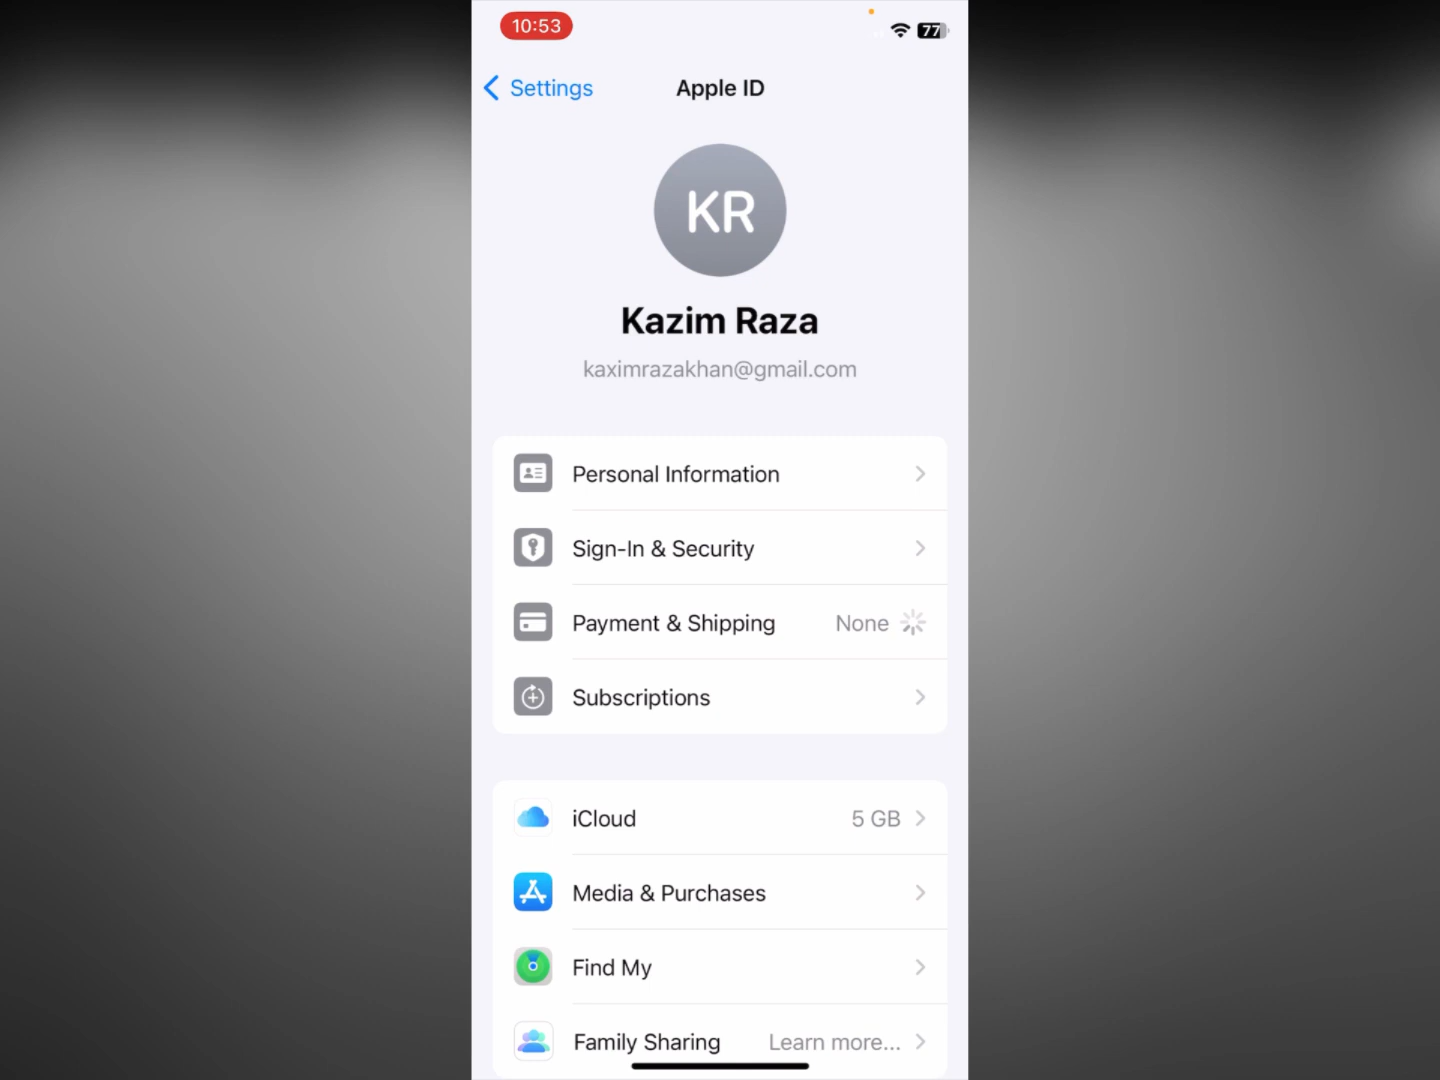 10:53
77
Settings
Apple ID
KR
Kazim Raza
kaximrazakhan@gmail.com
Personal Information
Sign-In & Security
Payment & Shipping None
Subscriptions
iCloud 5 GB
Media & Purchases
Find My
Family Sharing Learn more...